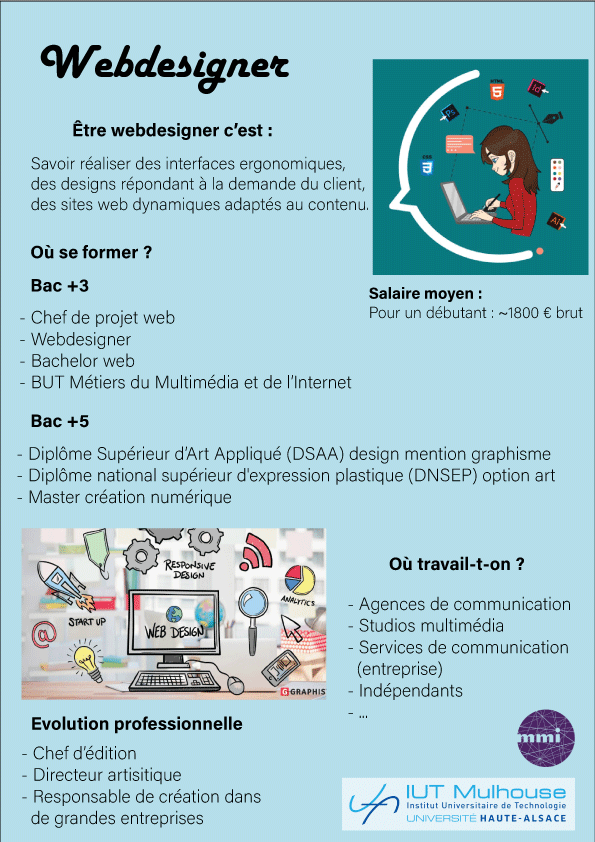 Webdesigner
Être webdesigner c’est :
Savoir réaliser des interfaces ergonomiques,
des designs répondant à la demande du client,
des sites web dynamiques adaptés au contenu.
HTML
5
Id
Ps
CSS
3
Ai
Salaire moyen :
Pour un débutant : ~1800 € brut
Où se former ?
Bac +3
- Chef de projet web
- Webdesigner
- Bachelor web
- BUT Métiers du Multimédia et de l’Internet
Bac +5
- Diplôme Supérieur d’Art Appliqué (DSAA) design mention graphisme
- Diplôme national supérieur d'expression plastique (DNSEP) option art
- Master création numérique
RESPONSIVE
DESIGN
ANALYTICS
START UP
@
WEB DESIGN
GRAPHIS
Où travail-t-on ?
- Agences de communication
- Studios multimédia
- Services de communication
(entreprise)
- Indépendants
- ...
Evolution professionnelle
- Chef d’édition
- Directeur artisitique
- Responsable de création dans
de grandes entreprises
mmi
IUT Mulhouse
Institut Universitaire de Technologie
UNIVERSITÉ HAUTE-ALSACE